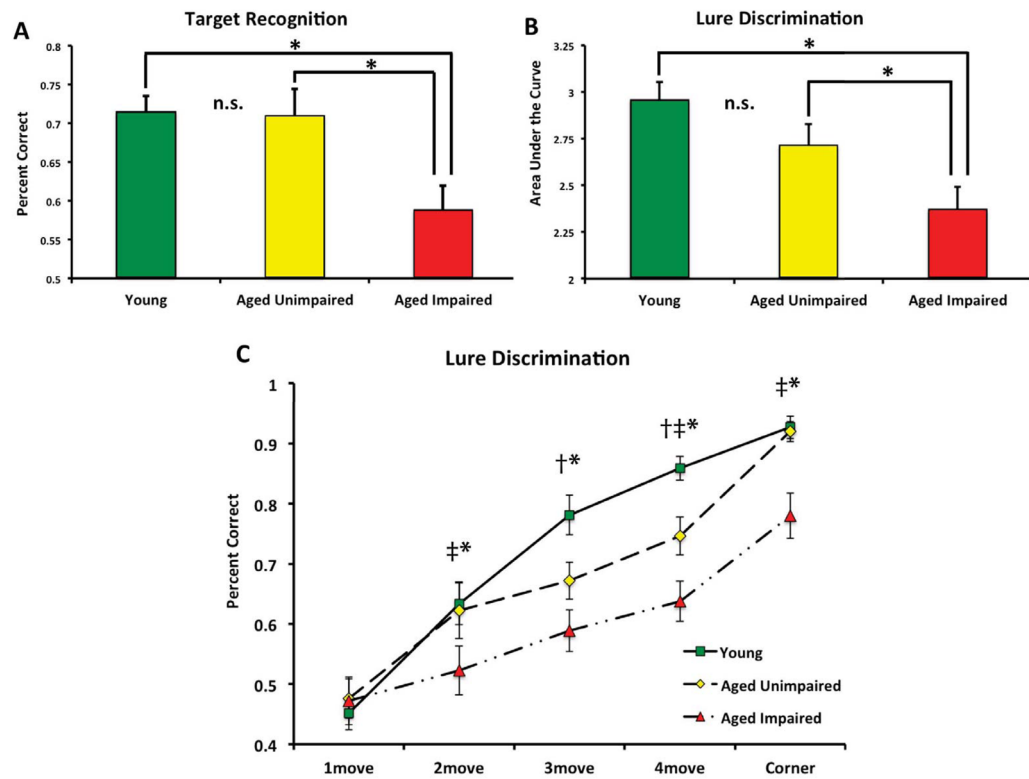 A
Target Recognition
0.8
0.75
0.7
0.65
0.6
0.55
0.5
Percent Correct
*
*
n.s.
Young Aged Unimpaired Aged Impaired
B
Lure Discrimination
3.25
3
2.75
2.5
2.25
2
Area Under the Curve
*
*
n.s.
Young Aged Unimpaired Aged Impaired
C
Lure Discrimination
1
0.9
0.8
0.7
0.6
0.5
0.4
Percent Correct
‡*
†*
†‡*
‡*
Young
Aged Unimpaired
Aged Impaired
1move 2move 3move 4move Corner